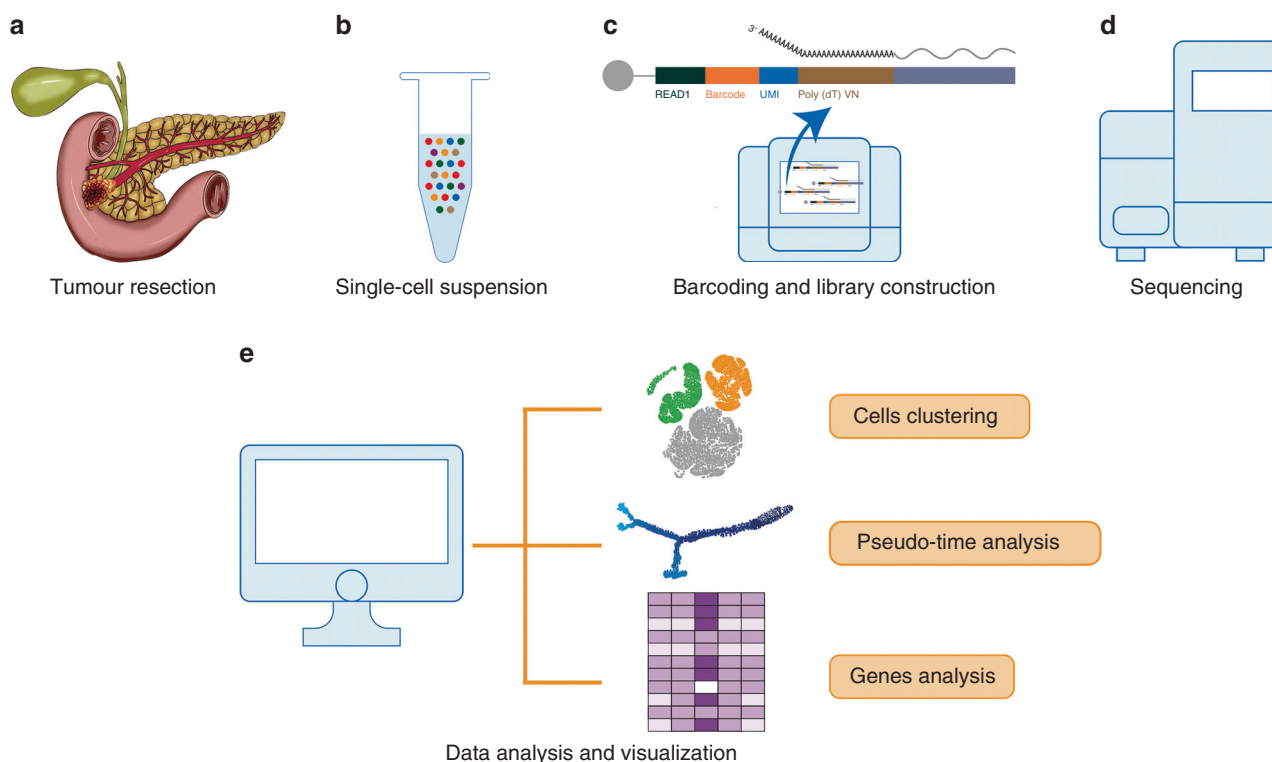 a
b
c
d
3' AAAAAAAAAAAAAAAAAAAAAAAAAA
READ1 Barcode UMI Poly (dT) VN
Tumour resection
Single-cell suspension
Barcoding and library construction
Sequencing
e
Cells clustering
Pseudo-time analysis
Genes analysis
Data analysis and visualization